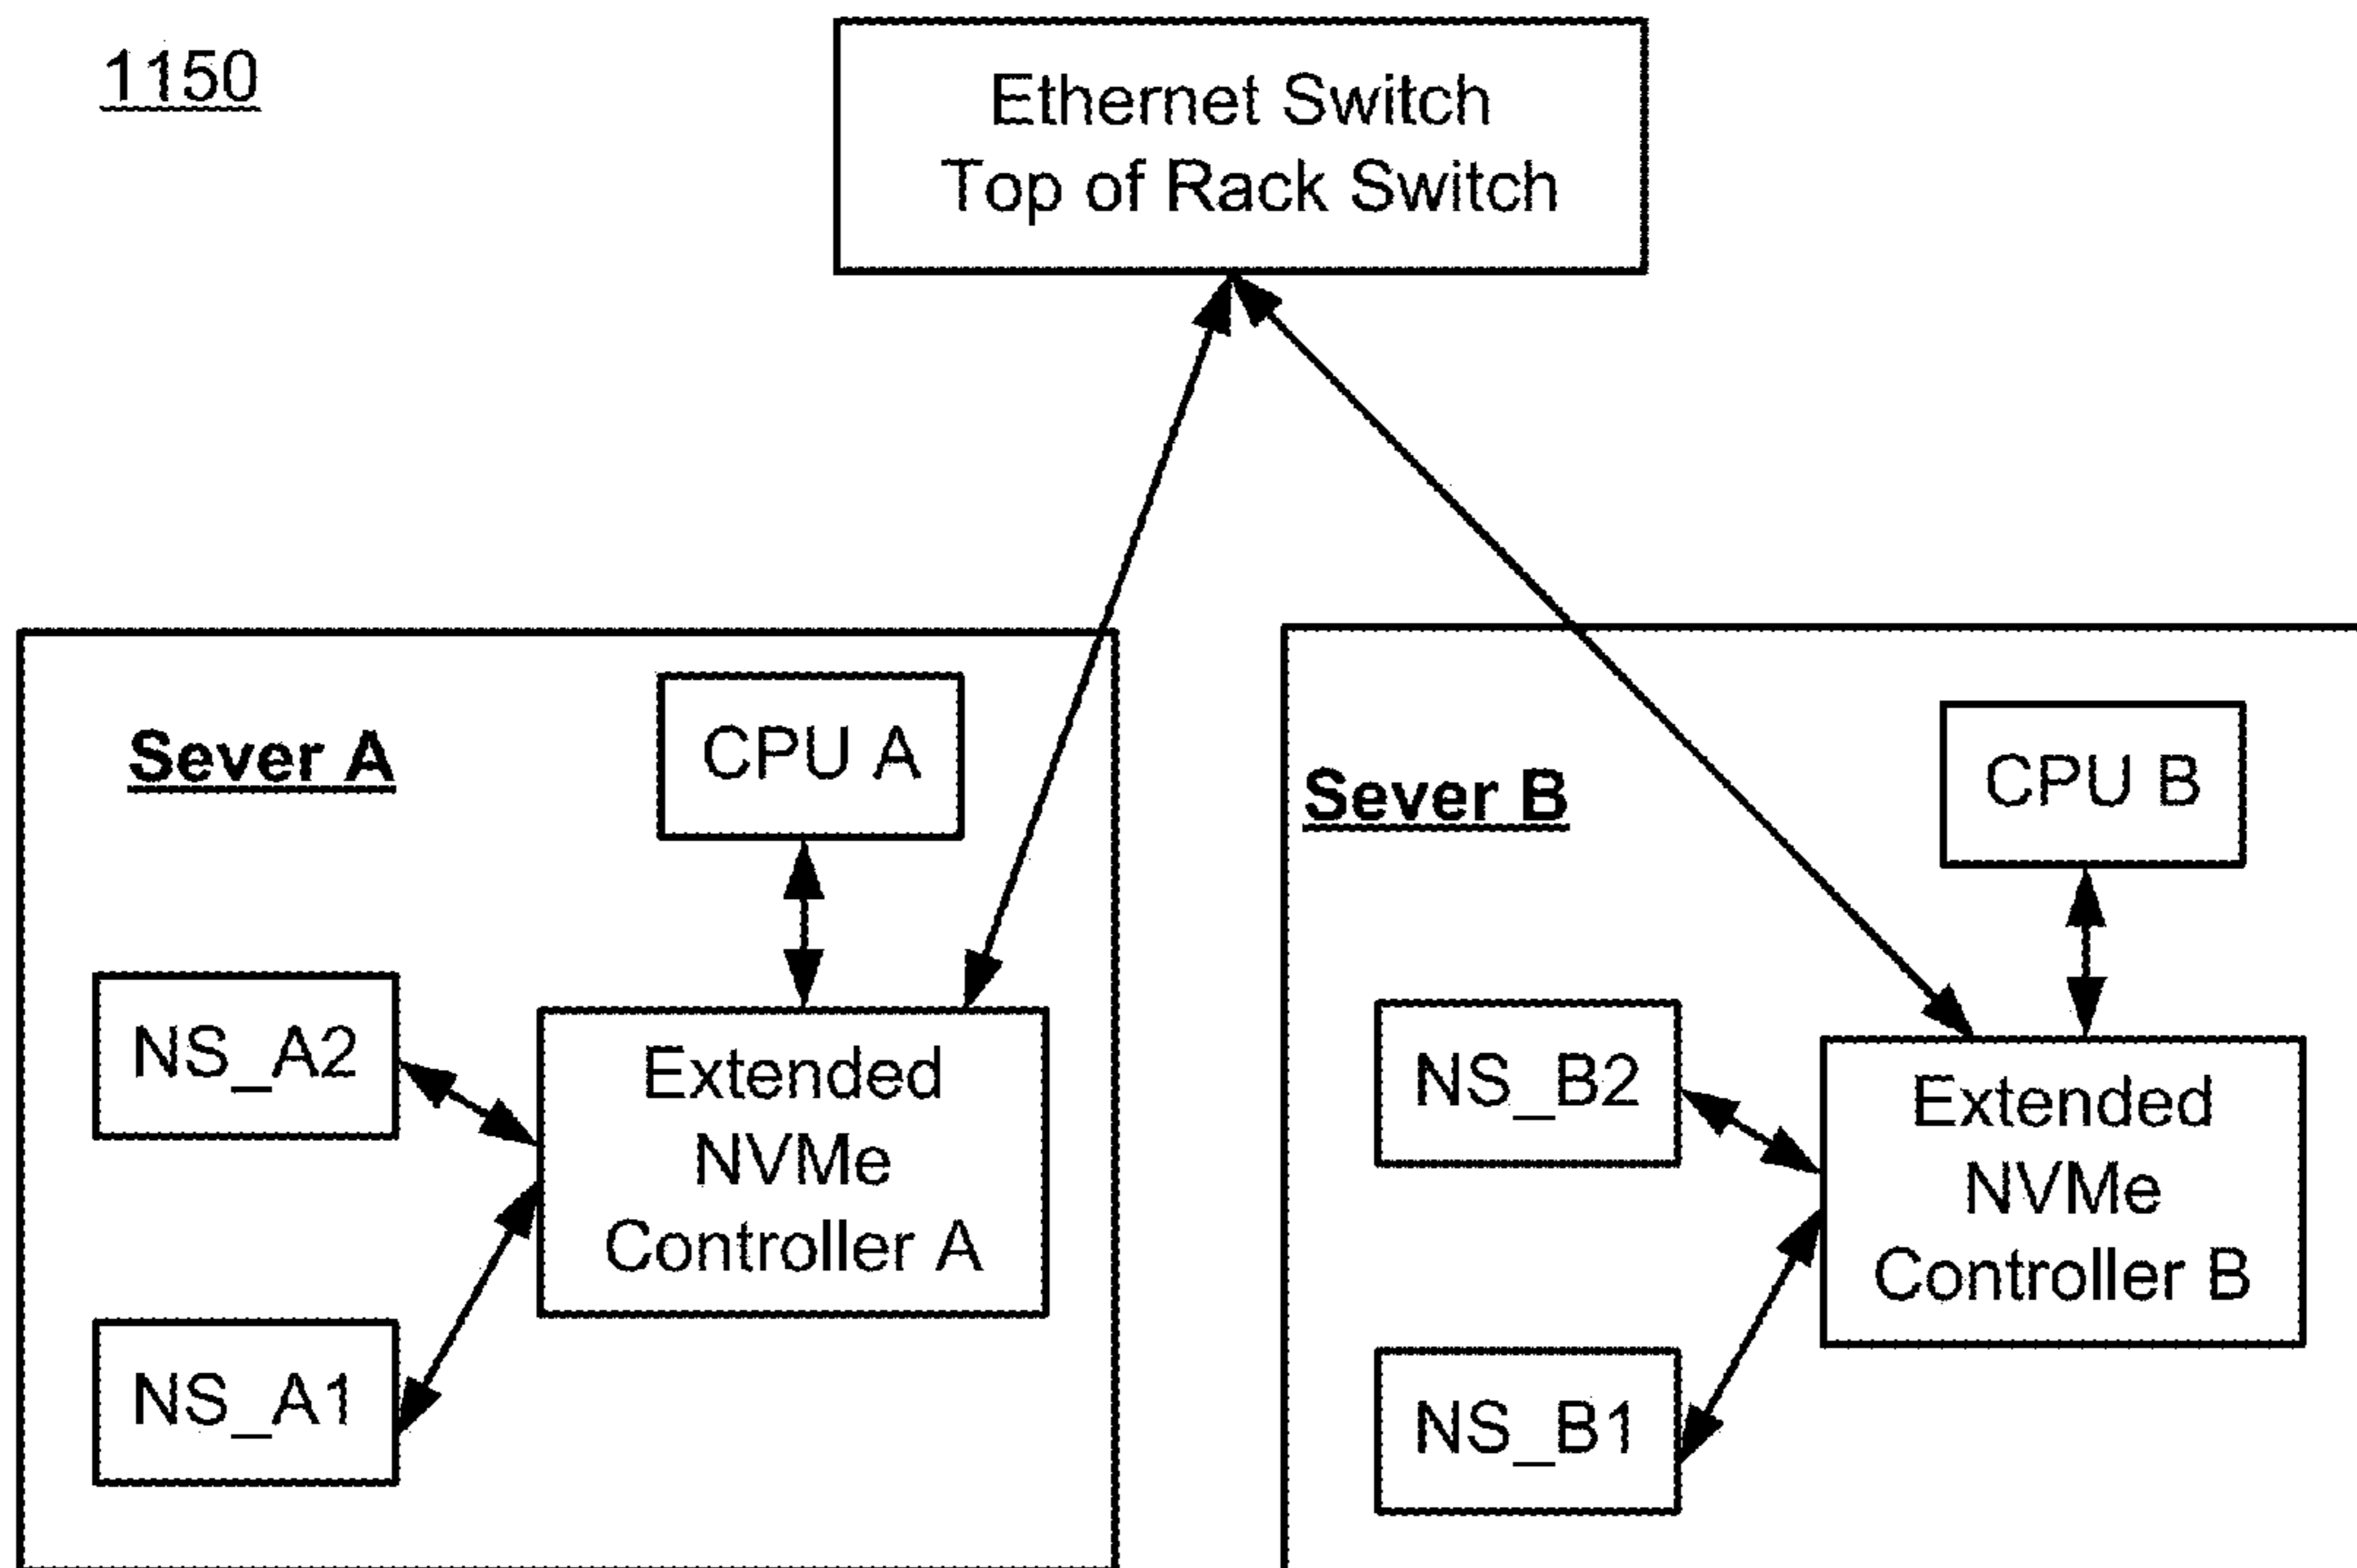 1150
Ethernet Switch
Top of Rack Switch
Sever A
CPU A
NS_A2
Extended
NVMe
Controller A
NS_A1
Sever B
CPU B
NS_B2
Extended
NVMe
Controller B
NS_B1